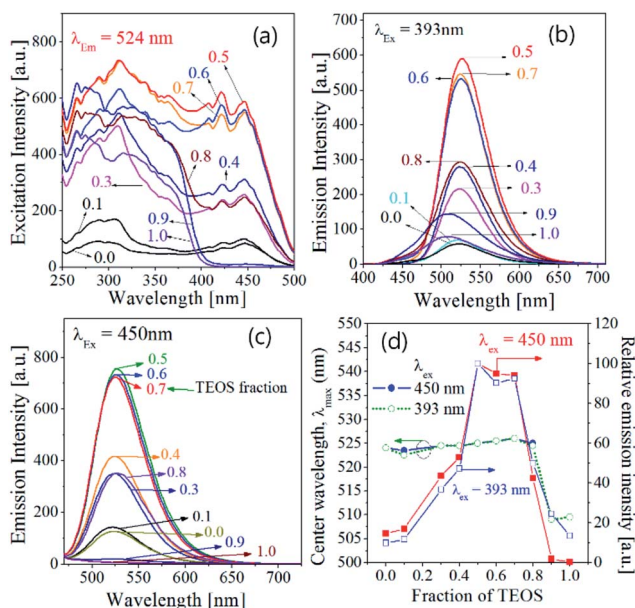 λEm = 524 nm
(a)
0.5
0.6
0.7
0.8
0.4
0.3
0.1
0.9
1.0
0.0
Excitation Intensity [a.u.]
800
600
400
200
0
250 300 350 400 450 500
Wavelength [nm]
λEx = 393nm
(b)
0.5
0.6
0.7
0.8
0.4
0.1
0.3
0.0
0.9
1.0
Emission Intensity [a.u.]
700
600
500
400
300
200
100
0
400 450 500 550 600 650 700
Wavelength [nm]
λEx = 450nm
(c)
0.5
0.6
0.7
TEOS fraction
0.4
0.8
0.3
0.1
0.0
0.9
1.0
Emission Intensity [a.u.]
800
600
400
200
0
500 550 600 650 700
Wavelength [nm]
(d)
λex = 450 nm
λex
450 nm
393 nm
λex = 393 nm
Center wavelength, λmax (nm)
550
545
540
535
530
525
520
515
510
505
500
Relative emission intensity [a.u.]
120
100
80
60
40
20
0
0.0 0.2 0.4 0.6 0.8 1.0
Fraction of TEOS